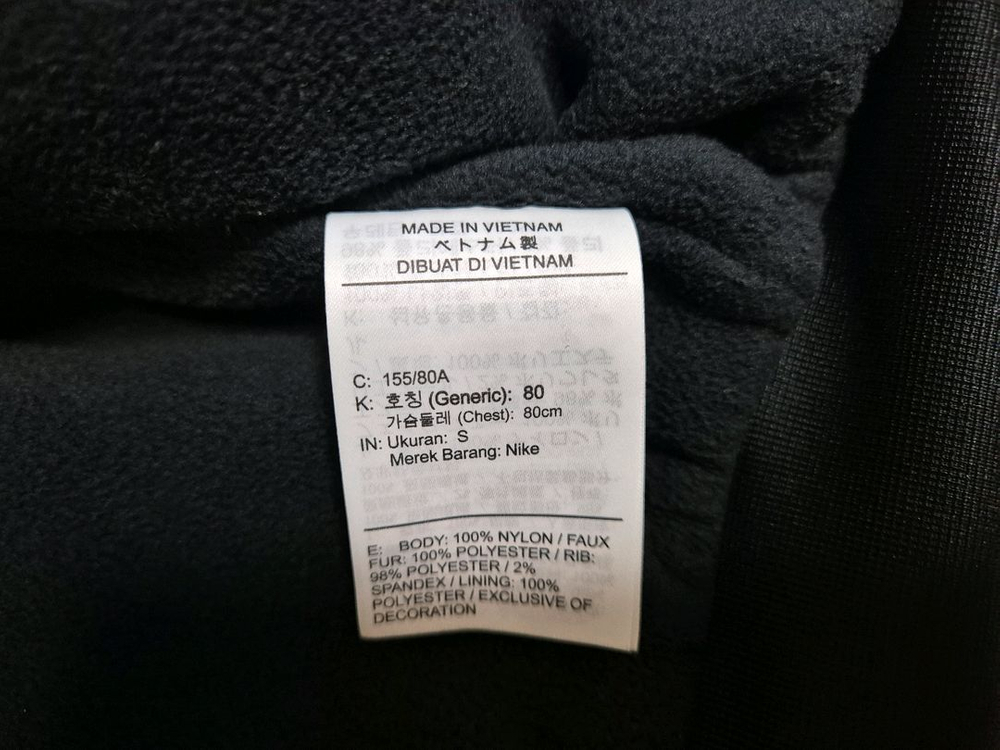 MADE IN VIETNAM
ベトナム製
DIBUAT DI VIETNAM
C: 155/80A
K: 호칭 (Generic): 80
가슴둘레 (Chest): 80cm
IN: Ukuran: S
Merek Barang: Nike
E: BODY: 100% NYLON / FAUX
FUR: 100% POLYESTER / RIB:
98% POLYESTER / 2%
SPANDEX / LINING: 100%
POLYESTER / EXCLUSIVE OF
DECORATION